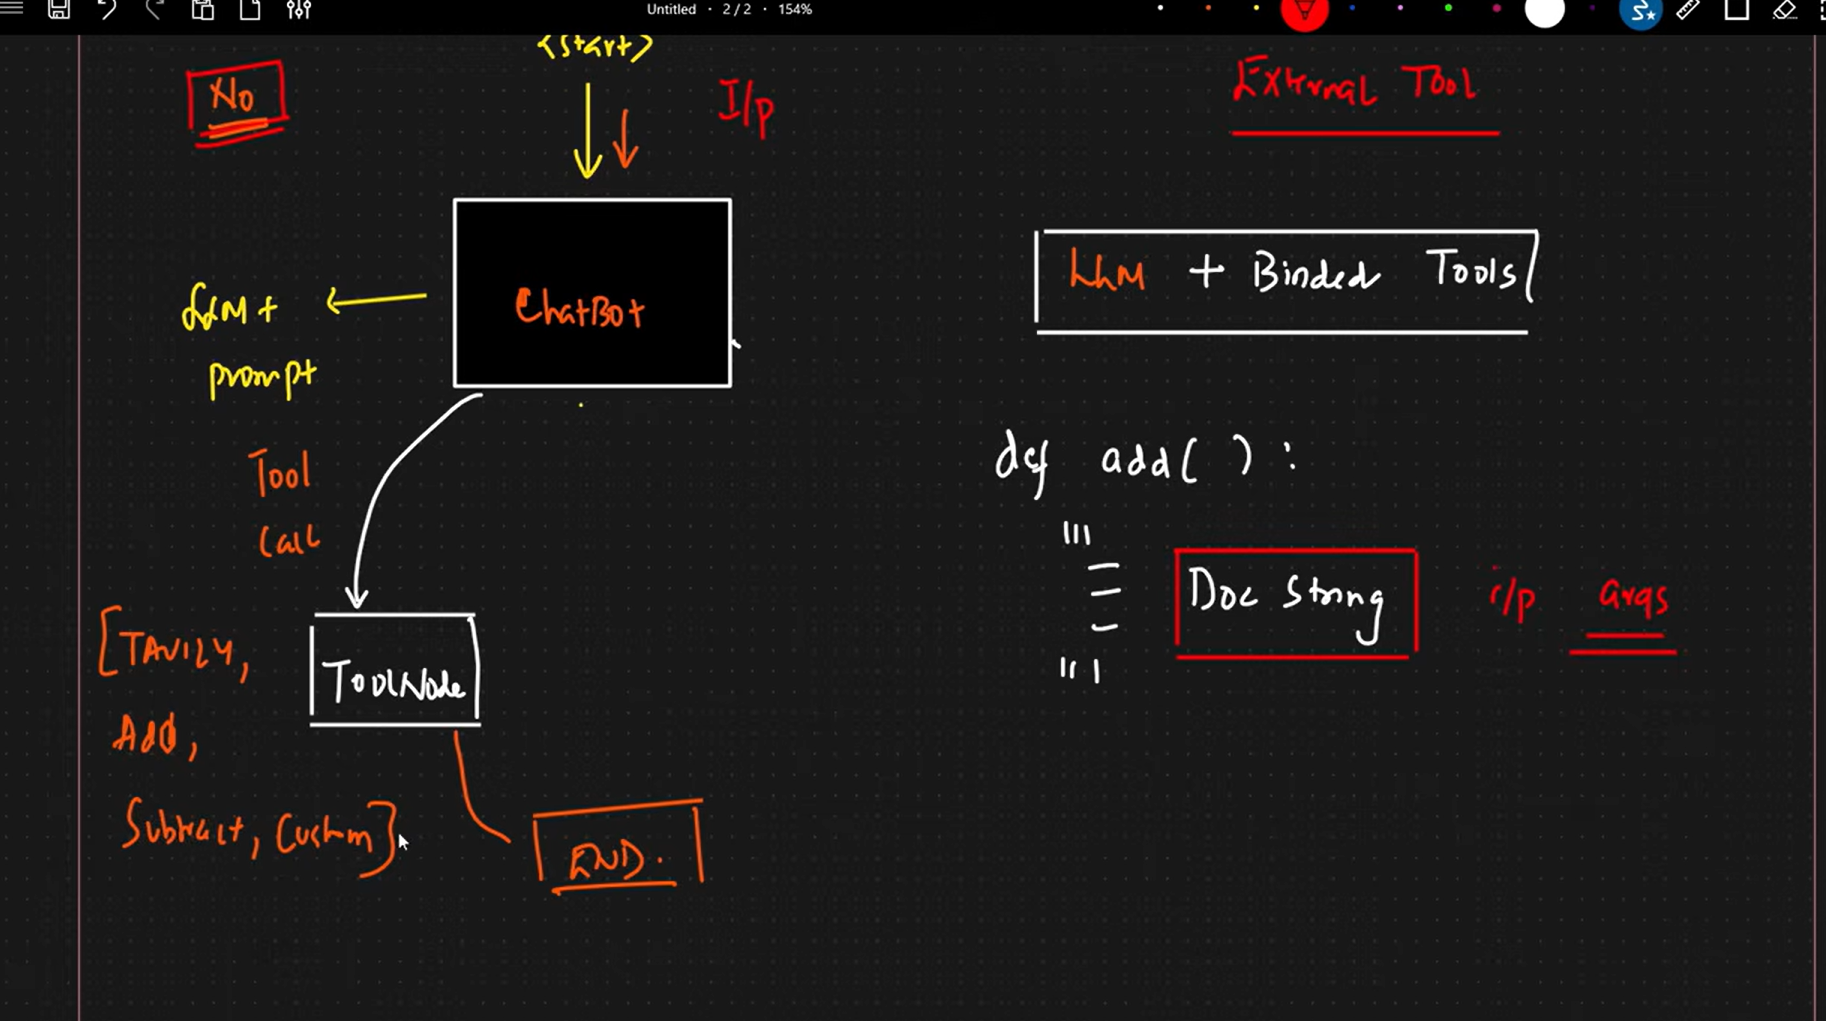 Untitled • 2 / 2 • 154%
<start>
No
I/p
External Tool
ChatBot
LLM +
prompt
LLM + Binded Tools
Tool
Call
def add( ) :
"""
Doc String
i/p args
"""
[TAVILY,
Add,
Subtract, Custom]
ToolNode
END.